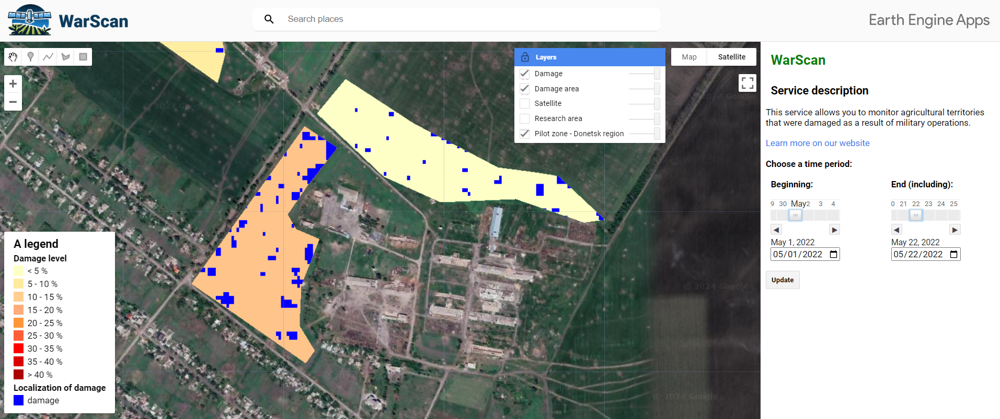 WarScan
Search places
Earth Engine Apps
Layers
Damage
Damage area
Satellite
Research area
Pilot zone - Donetsk region
Map
Satellite
A legend
Damage level
< 5 %
5 - 10 %
10 - 15 %
15 - 20 %
20 - 25 %
25 - 30 %
30 - 35 %
35 - 40 %
> 40 %
Localization of damage
damage
© 2024 Google
© 2024 Google
WarScan
Service description
This service allows you to monitor agricultural territories
that were damaged as a result of military operations.
Learn more on our website
Choose a time period:
Beginning:
9 30 May2 3 4
May 1, 2022
05/01/2022
End (including):
0 21 22 23 24 25
May 22, 2022
05/22/2022
Update